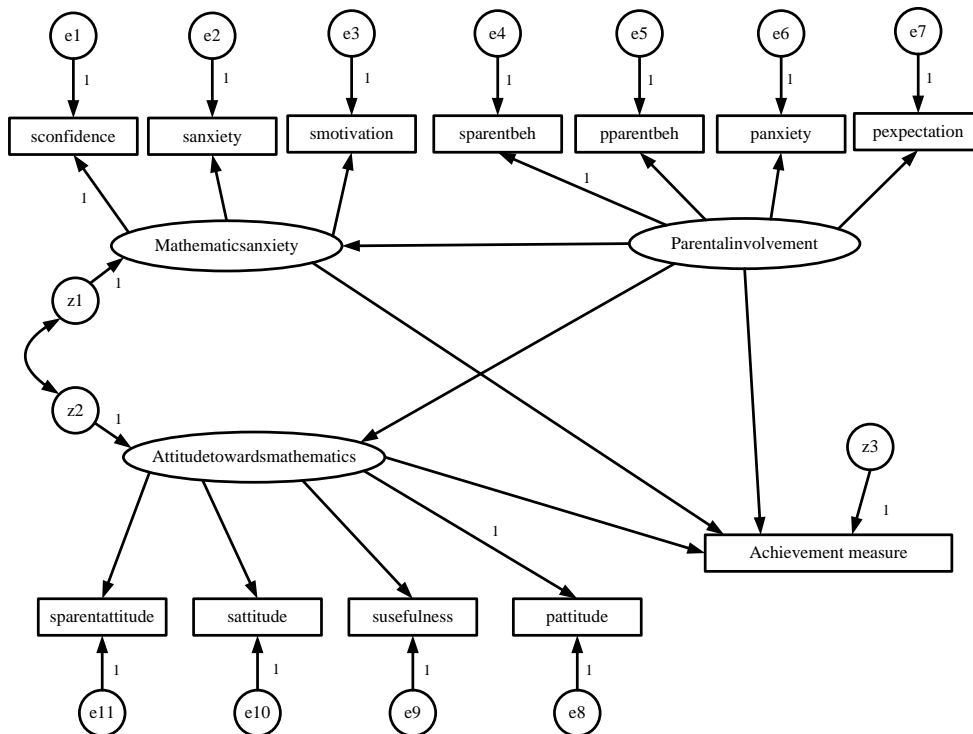 e1
e2
e3
e4
e5
e6
e7
1
1
1
1
1
1
1
sconfidence
sanxiety
smotivation
sparentbeh
pparentbeh
panxiety
pexpectation
1
1
Mathematicsanxiety
Parentalinvolvement
z1
1
z2
1
z3
Attitudetowardsmathematics
1
1
Achievement measure
sparentattitude
sattitude
susefulness
pattitude
1
1
1
1
e11
e10
e9
e8